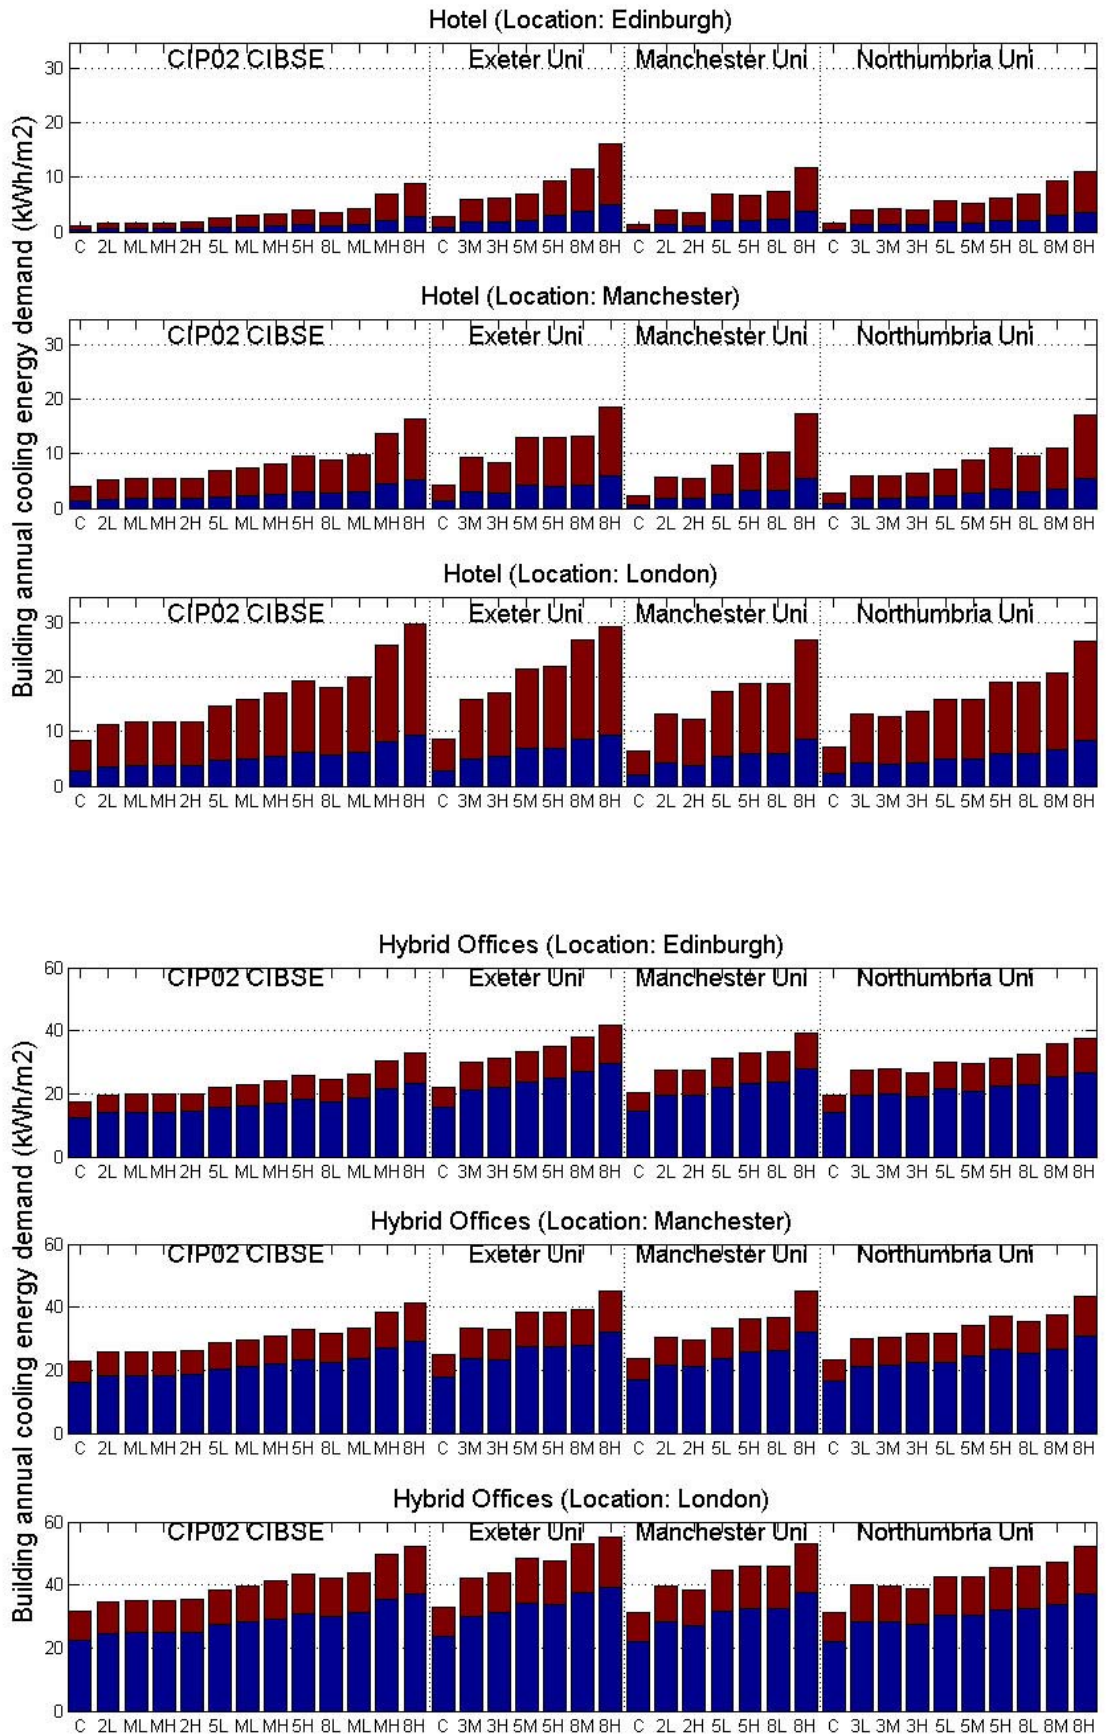 Hotel (Location: Edinburgh)
CIP02 CIBSE Exeter Uni Manchester Uni Northumbria Uni
30
20
10
0
C 2L ML MH 2H 5L ML MH 5H 8L ML MH 8H C 3M 3H 5M 5H 8M 8H C 2L 2H 5L 5H 8L 8H C 3L 3M 3H 5L 5M 5H 8L 8M 8H
Building annual cooling energy demand (kWh/m2)
Hotel (Location: Manchester)
CIP02 CIBSE Exeter Uni Manchester Uni Northumbria Uni
30
20
10
0
C 2L ML MH 2H 5L ML MH 5H 8L ML MH 8H C 3M 3H 5M 5H 8M 8H C 2L 2H 5L 5H 8L 8H C 3L 3M 3H 5L 5M 5H 8L 8M 8H
Hotel (Location: London)
CIP02 CIBSE Exeter Uni Manchester Uni Northumbria Uni
30
20
10
0
C 2L ML MH 2H 5L ML MH 5H 8L ML MH 8H C 3M 3H 5M 5H 8M 8H C 2L 2H 5L 5H 8L 8H C 3L 3M 3H 5L 5M 5H 8L 8M 8H
Hybrid Offices (Location: Edinburgh)
CIP02 CIBSE Exeter Uni Manchester Uni Northumbria Uni
60
40
20
0
C 2L ML MH 2H 5L ML MH 5H 8L ML MH 8H C 3M 3H 5M 5H 8M 8H C 2L 2H 5L 5H 8L 8H C 3L 3M 3H 5L 5M 5H 8L 8M 8H
Building annual cooling energy demand (kWh/m2)
Hybrid Offices (Location: Manchester)
CIP02 CIBSE Exeter Uni Manchester Uni Northumbria Uni
60
40
20
0
C 2L ML MH 2H 5L ML MH 5H 8L ML MH 8H C 3M 3H 5M 5H 8M 8H C 2L 2H 5L 5H 8L 8H C 3L 3M 3H 5L 5M 5H 8L 8M 8H
Hybrid Offices (Location: London)
CIP02 CIBSE Exeter Uni Manchester Uni Northumbria Uni
60
40
20
0
C 2L ML MH 2H 5L ML MH 5H 8L ML MH 8H C 3M 3H 5M 5H 8M 8H C 2L 2H 5L 5H 8L 8H C 3L 3M 3H 5L 5M 5H 8L 8M 8H